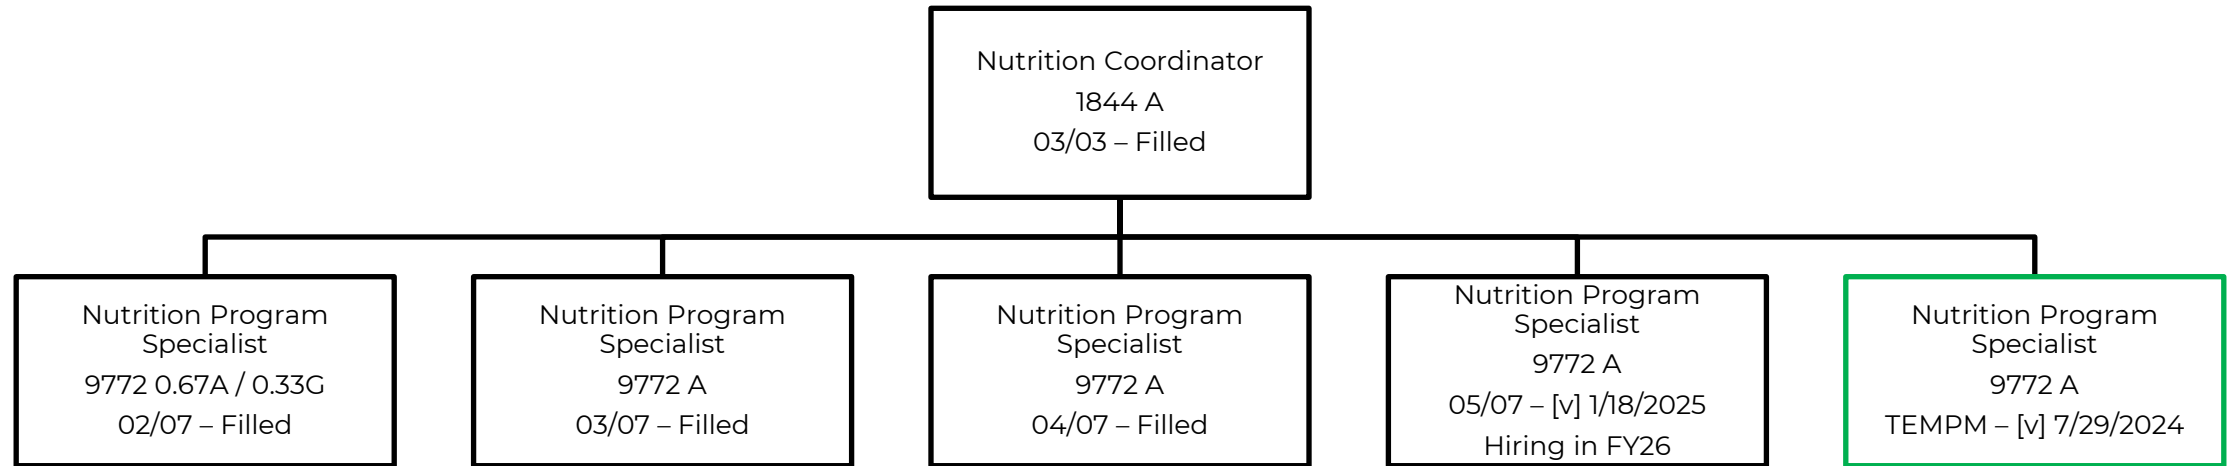 Nutrition Coordinator
1844 A
03/03 – Filled
Nutrition Program
Specialist
9772 0.67A / 0.33G
02/07 – Filled
Nutrition Program
Specialist
9772 A
03/07 – Filled
Nutrition Program
Specialist
9772 A
04/07 – Filled
Nutrition Program
Specialist
9772 A
05/07 – [v] 1/18/2025
Hiring in FY26
Nutrition Program
Specialist
9772 A
TEMPM – [v] 7/29/2024